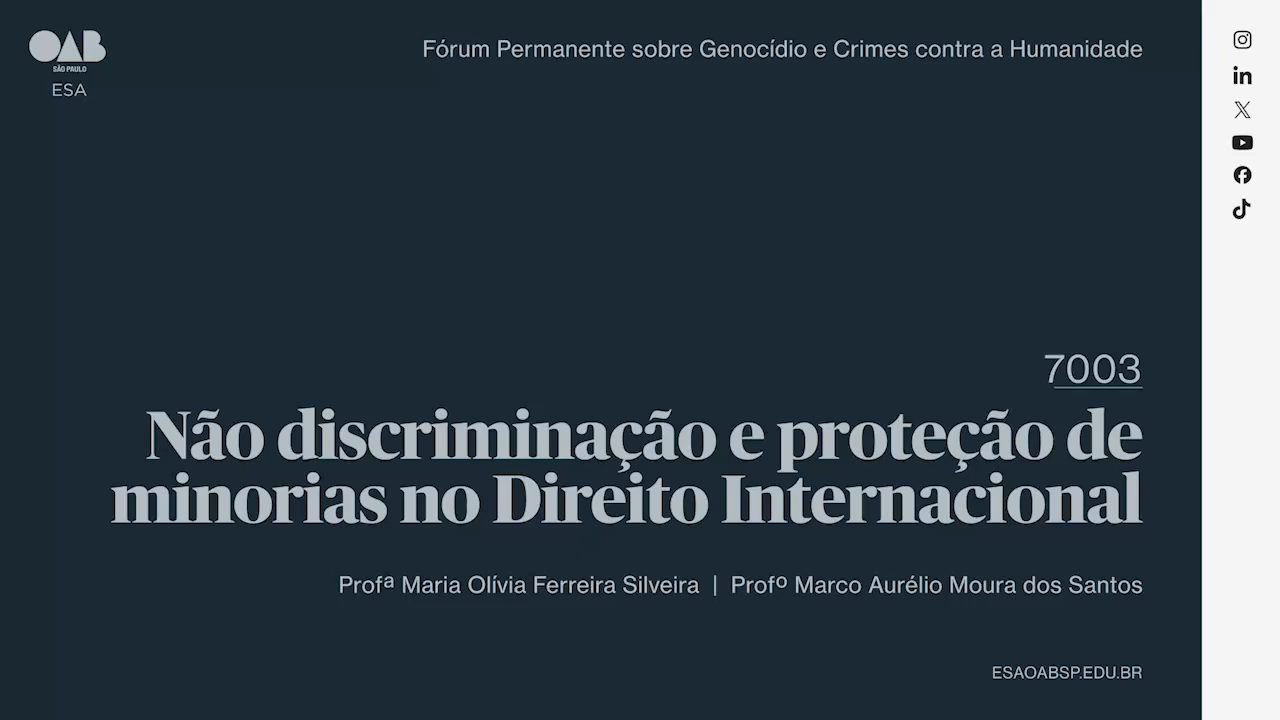 OAB
SÃO PAULO
ESA
Fórum Permanente sobre Genocídio e Crimes contra a Humanidade
7003
Não discriminação e proteção de
minorias no Direito Internacional
Profª Maria Olívia Ferreira Silveira | Profº Marco Aurélio Moura dos Santos
ESAOABSP.EDU.BR